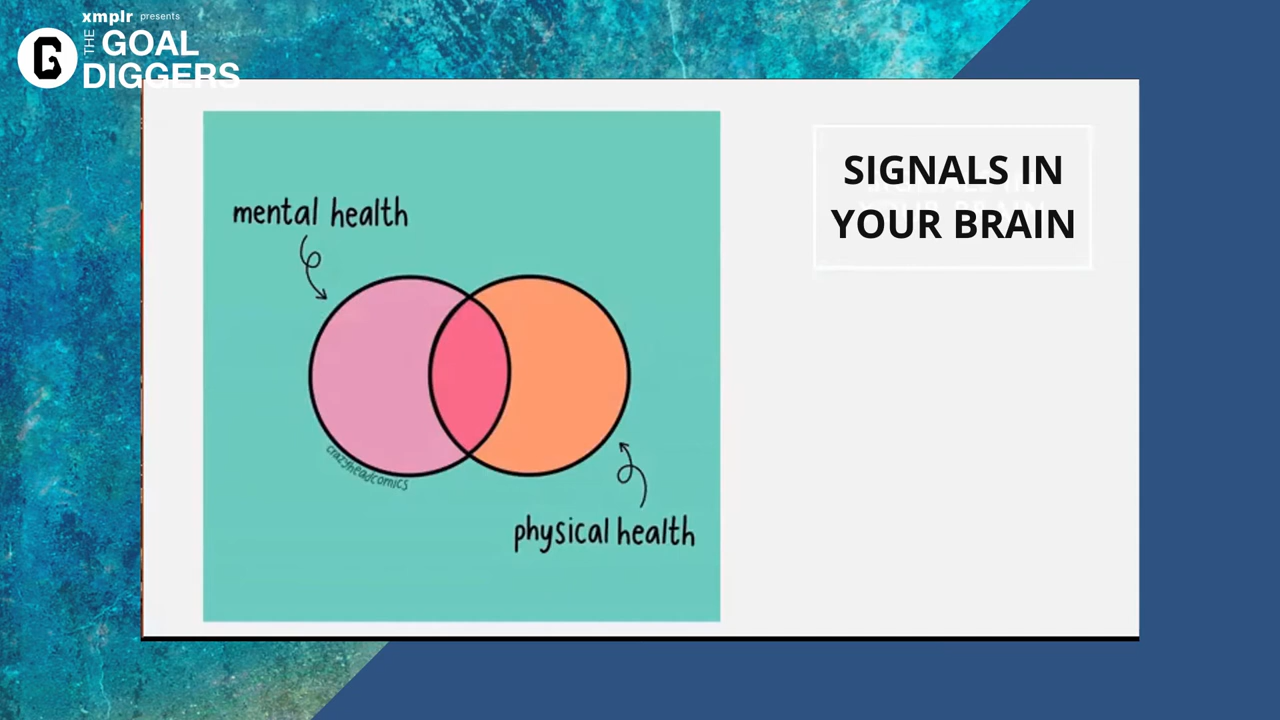 xmplr presents
THE GOAL
DIGGERS
SIGNALS IN
YOUR BRAIN
mental health
crazyheadcomics
physical health